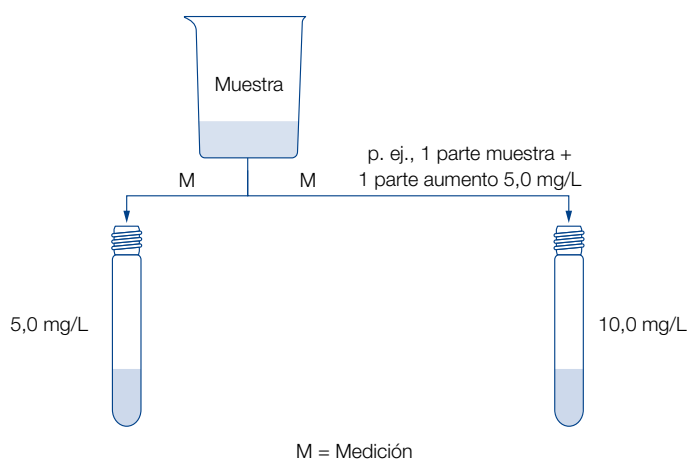 Muestra
p. ej., 1 parte muestra +
M
M
1 parte aumento 5,0 mg/L
5,0 mg/L
10,0 mg/L
M = Medición